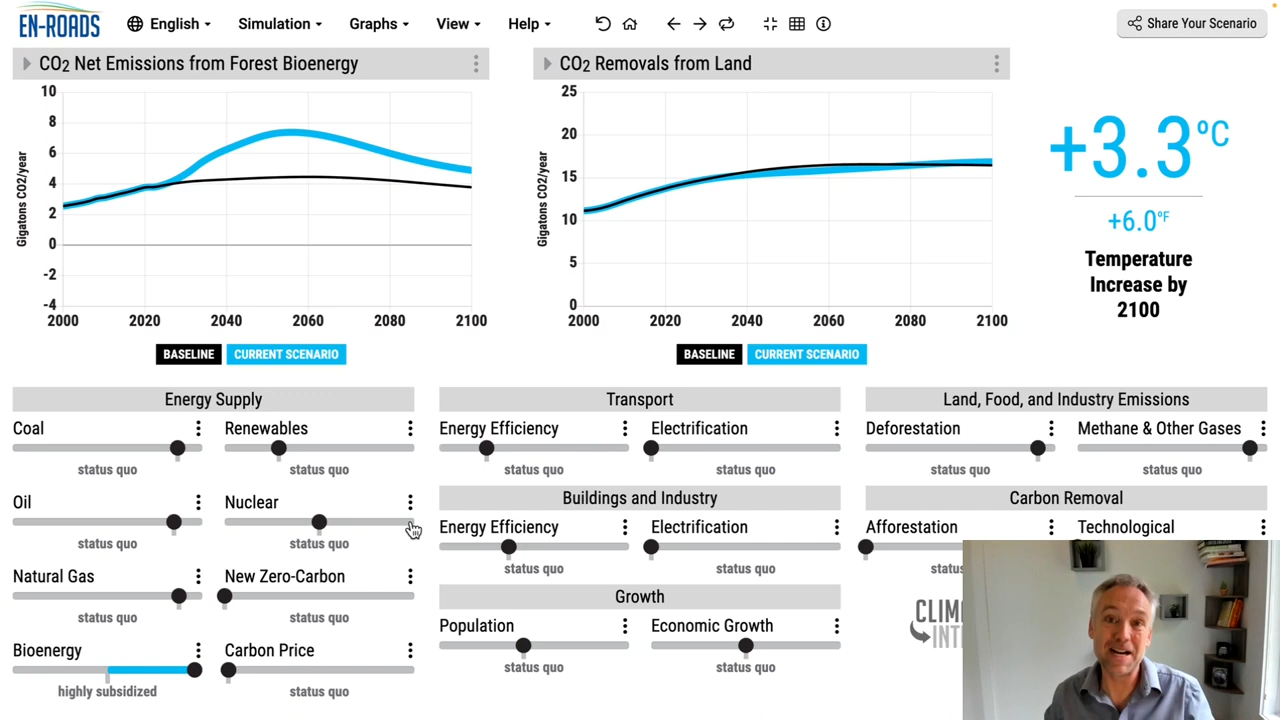 EN-ROADS
English
Simulation
Graphs
View
Help
Share Your Scenario
CO2 Net Emissions from Forest Bioenergy
10
8
6
4
2
0
-2
-4
Gigatons CO2/year
2000 2020 2040 2060 2080 2100
BASELINE CURRENT SCENARIO
CO2 Removals from Land
25
20
15
10
5
0
Gigatons CO2/year
2000 2020 2040 2060 2080 2100
BASELINE CURRENT SCENARIO
+3.3ºC
+6.0ºF
Temperature
Increase by
2100
Energy Supply
Coal
status quo
Renewables
status quo
Oil
status quo
Nuclear
status quo
Natural Gas
status quo
New Zero-Carbon
status quo
Bioenergy
highly subsidized
Carbon Price
status quo
Transport
Energy Efficiency
status quo
Electrification
status quo
Buildings and Industry
Energy Efficiency
status quo
Electrification
status quo
Growth
Population
status quo
Economic Growth
status quo
Land, Food, and Industry Emissions
Deforestation
status quo
Methane & Other Gases
status quo
Carbon Removal
Afforestation
statu
Technological
CLIM
INT